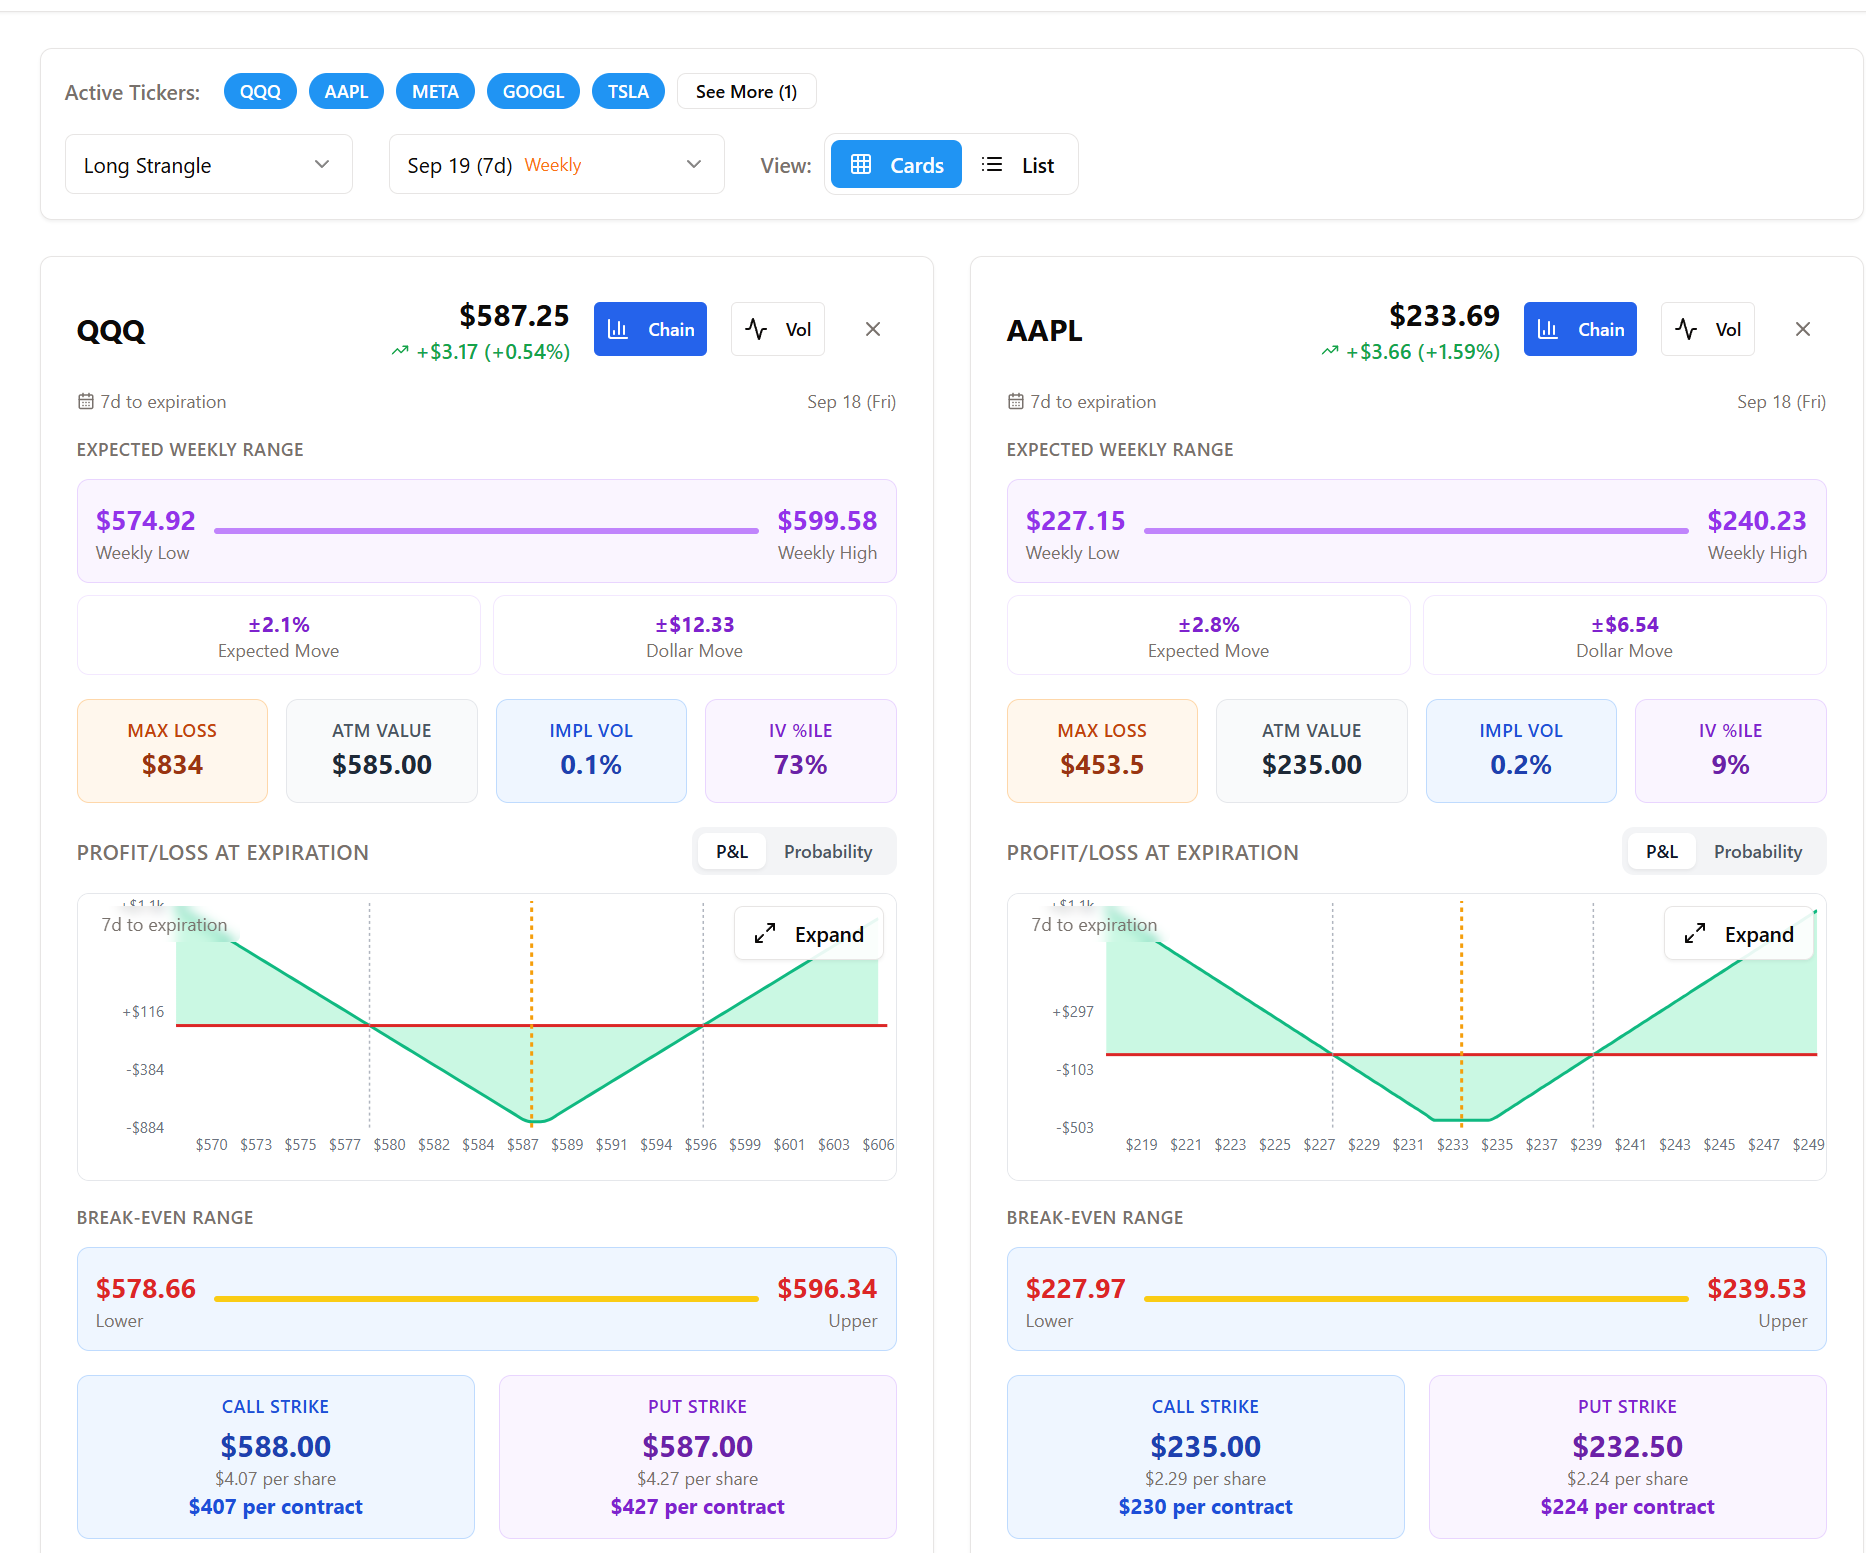 Active Tickers: QQQ AAPL META GOOGL TSLA See More (1)
Long Strangle Sep 19 (7d) Weekly View: Cards List
QQQ
$587.25
+$3.17 (+0.54%)
Chain Vol
7d to expiration Sep 18 (Fri)
EXPECTED WEEKLY RANGE
$574.92 $599.58
Weekly Low Weekly High
±2.1% ±$12.33
Expected Move Dollar Move
MAX LOSS ATM VALUE IMPL VOL IV %ILE
$834 $585.00 0.1% 73%
PROFIT/LOSS AT EXPIRATION P&L Probability
+$1.1k
7d to expiration
Expand
+$116
-$384
-$884
$570 $573 $575 $577 $580 $582 $584 $587 $589 $591 $594 $596 $599 $601 $603 $606
BREAK-EVEN RANGE
$578.66 $596.34
Lower Upper
CALL STRIKE PUT STRIKE
$588.00 $587.00
$4.07 per share $4.27 per share
$407 per contract $427 per contract
AAPL
$233.69
+$3.66 (+1.59%)
Chain Vol
7d to expiration Sep 18 (Fri)
EXPECTED WEEKLY RANGE
$227.15 $240.23
Weekly Low Weekly High
±2.8% ±$6.54
Expected Move Dollar Move
MAX LOSS ATM VALUE IMPL VOL IV %ILE
$453.5 $235.00 0.2% 9%
PROFIT/LOSS AT EXPIRATION P&L Probability
+$1.1k
7d to expiration
Expand
+$297
-$103
-$503
$219 $221 $223 $225 $227 $229 $231 $233 $235 $237 $239 $241 $243 $245 $247 $249
BREAK-EVEN RANGE
$227.97 $239.53
Lower Upper
CALL STRIKE PUT STRIKE
$235.00 $232.50
$2.29 per share $2.24 per share
$230 per contract $224 per contract